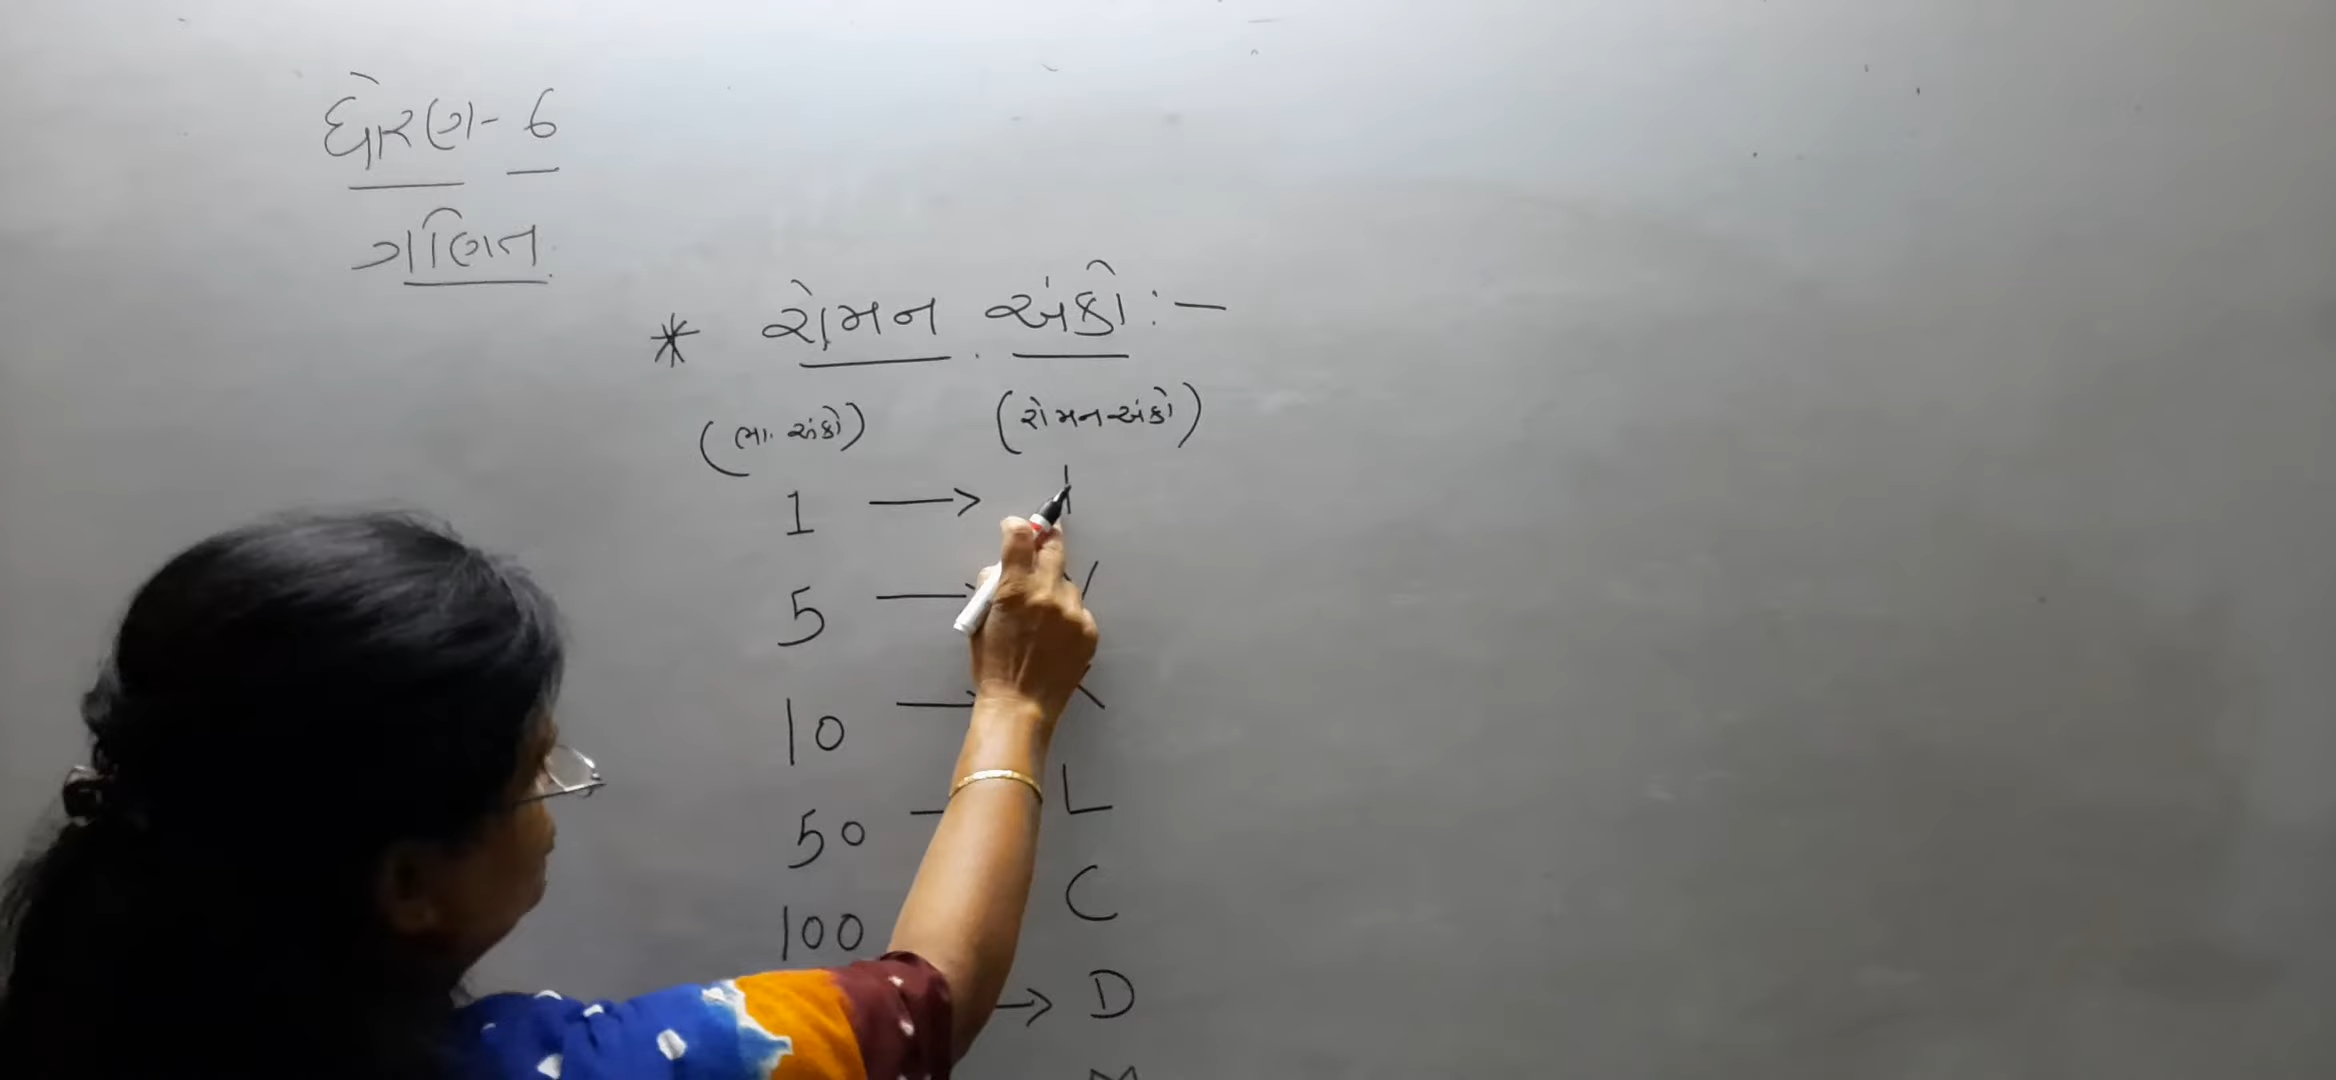 ધોરણ- 6
ગણિત.
* રોમન અંકો :-
(ભા. અંકો) (રોમન અંકો)
1 → I
5 → V
10 → X
50 – L
100 C
→ D
M